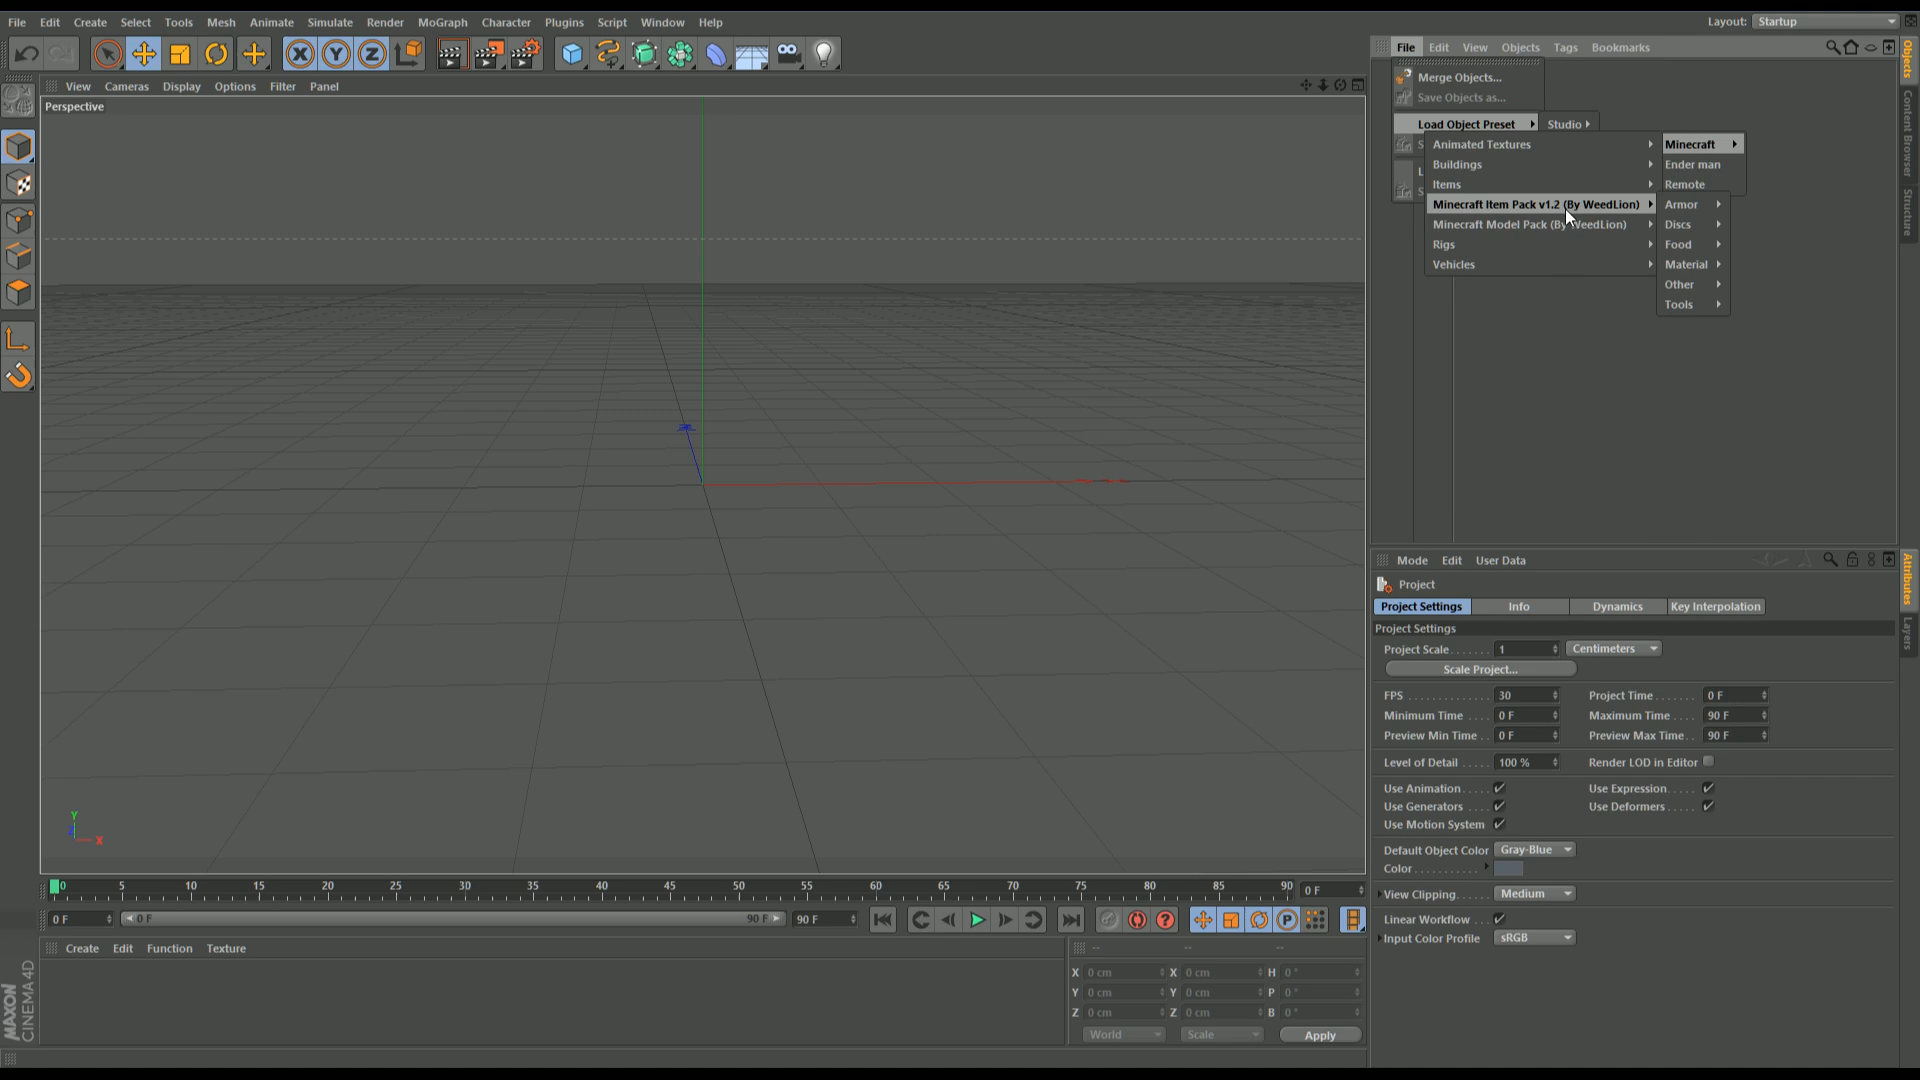 File Edit Create Select Tools Mesh Animate Simulate Render MoGraph Character Plugins Script Window Help
Layout: Startup
File Edit View Objects Tags Bookmarks
View Cameras Display Options Filter Panel
Perspective
Merge Objects...
Save Objects as...
Load Object Preset Studio
Animated Textures
Buildings
Items
Minecraft Item Pack v1.2 (By WeedLion)
Minecraft Model Pack (By WeedLion)
Rigs
Vehicles
Minecraft
Ender man
Remote
Armor
Discs
Food
Material
Other
Tools
Objects
Content Browser
Structure
Mode Edit User Data
Project
Project Settings Info Dynamics Key Interpolation
Project Settings
Project Scale....... 1 Centimeters
Scale Project...
FPS ............. 30 Project Time....... 0 F
Minimum Time .... 0 F Maximum Time .... 90 F
Preview Min Time . . 0 F Preview Max Time. . 90 F
Level of Detail ..... 100 % Render LOD in Editor
Use Animation..... Use Expression.....
Use Generators .... Use Deformers....
Use Motion System
Default Object Color Gray-Blue
Color...........
View Clipping...... Medium
Linear Workflow . . .
Input Color Profile sRGB
Attributes
Layers
Y
X
0 5 10 15 20 25 30 35 40 45 50 55 60 65 70 75 80 85 90 0 F
0 F 0 F 90 F 90 F
Create Edit Function Texture
-- -- --
X 0 cm X 0 cm H 0 °
Y 0 cm Y 0 cm P 0 °
Z 0 cm Z 0 cm B 0 °
World Scale Apply
MAXON
CINEMA 4D